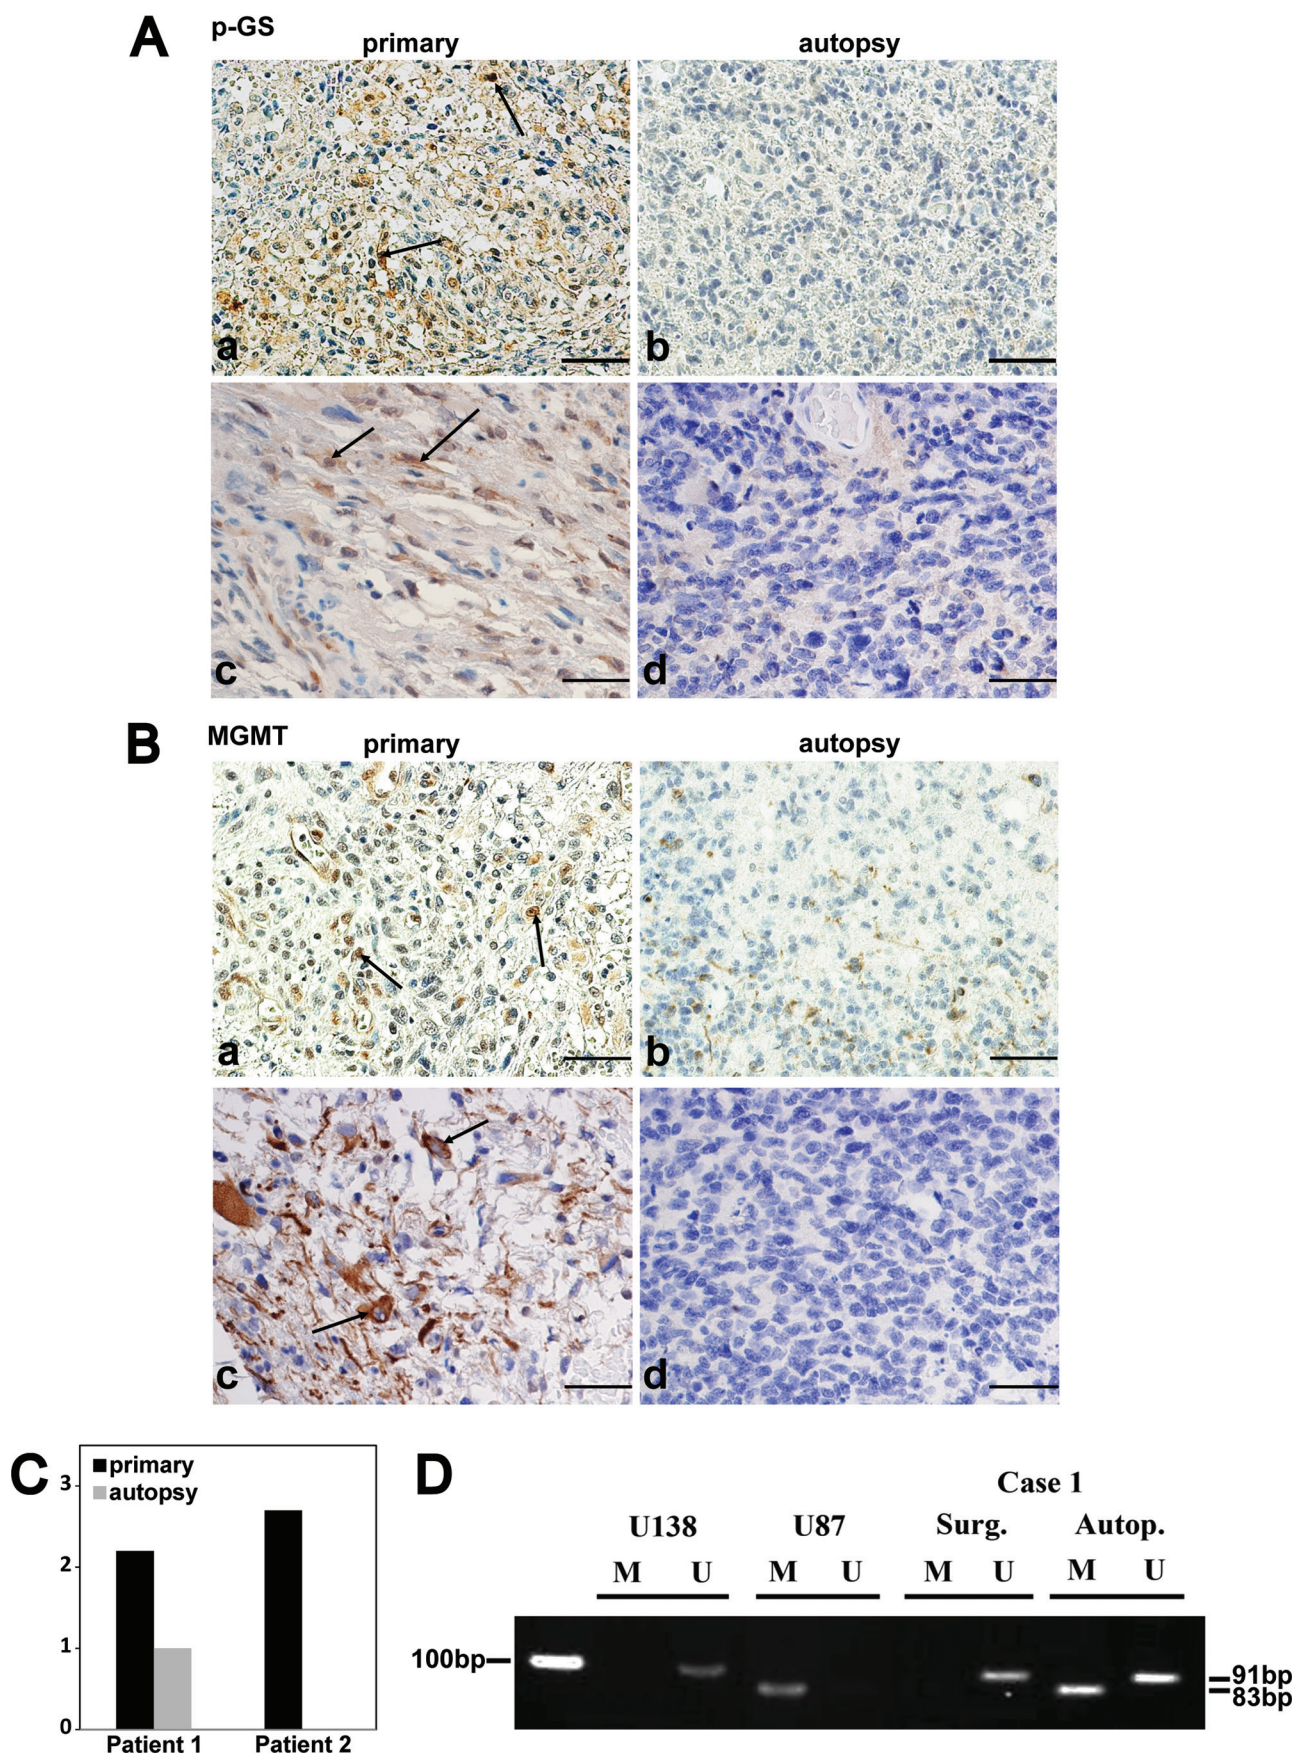 A p-GS
primary autopsy
a b
c d
B MGMT
primary autopsy
a b
c d
C
primary
autopsy
3
2
1
0
Patient 1 Patient 2
D
Case 1
U138 U87 Surg. Autop.
M U M U M U M U
100bp
91bp
83bp